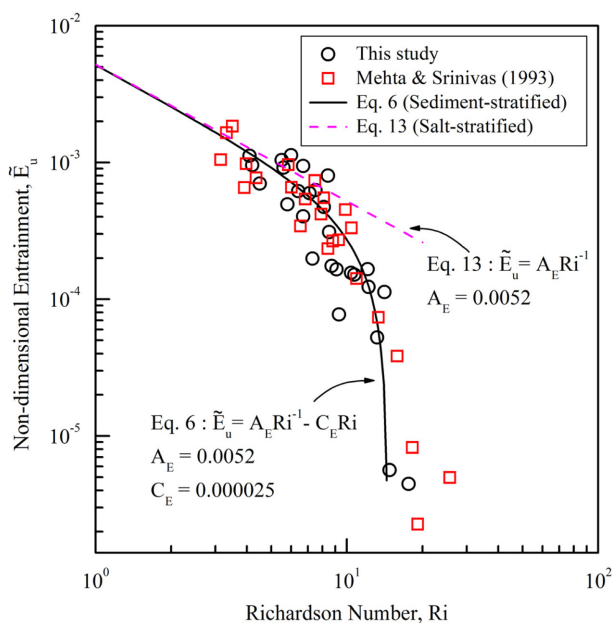 Non-dimensional Entrainment, Ẽ_u
10^-2
10^-3
10^-4
10^-5
This study
Mehta & Srinivas (1993)
Eq. 6 (Sediment-stratified)
Eq. 13 (Salt-stratified)
Eq. 13 : Ẽ_u = A_E Ri^-1
A_E = 0.0052
Eq. 6 : Ẽ_u = A_E Ri^-1 - C_E Ri
A_E = 0.0052
C_E = 0.000025
10^0 10^1 10^2
Richardson Number, Ri